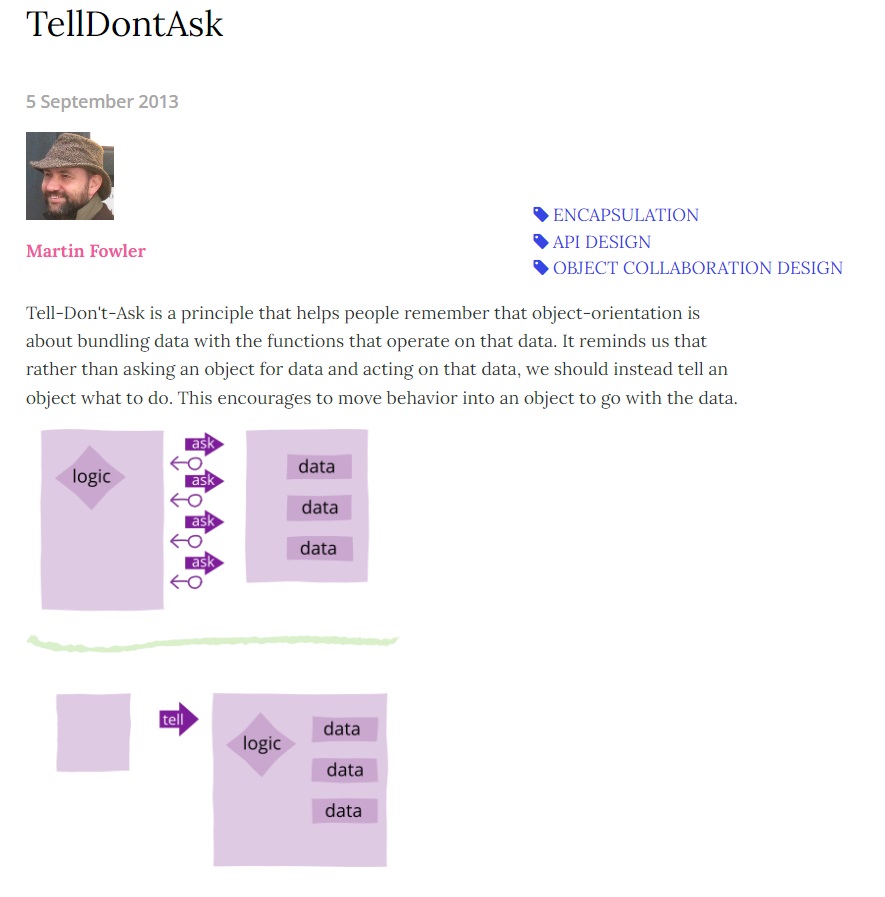 TellDontAsk
5 September 2013
Martin Fowler
ENCAPSULATION
API DESIGN
OBJECT COLLABORATION DESIGN
Tell-Don't-Ask is a principle that helps people remember that object-orientation is
about bundling data with the functions that operate on that data. It reminds us that
rather than asking an object for data and acting on that data, we should instead tell an
object what to do. This encourages to move behavior into an object to go with the data.
logic
ask
ask
ask
ask
data
data
data
tell
logic
data
data
data